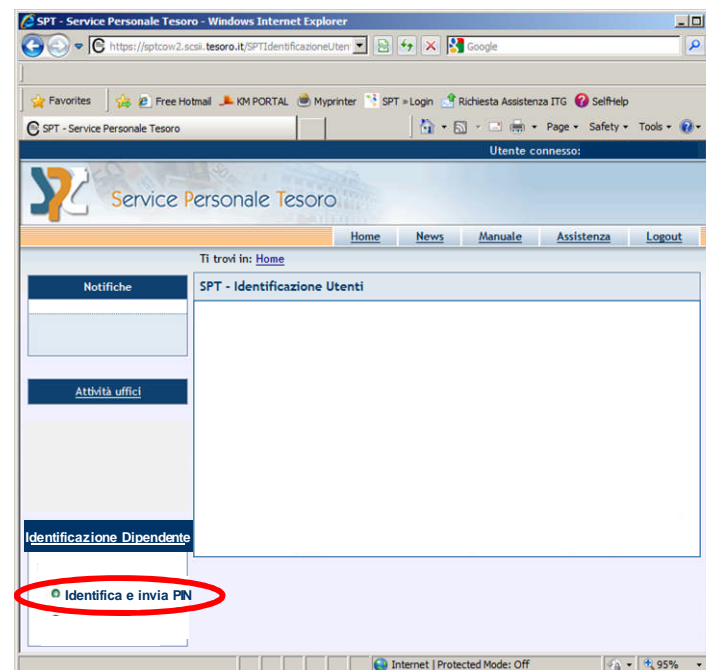 SPT - Service Personale Tesoro - Windows Internet Explorer
https://sptcow2.scsii.tesoro.it/SPTIdentificazioneUten
Google
Favorites Free Hotmail KM PORTAL Myprinter SPT » Login Richiesta Assistenza ITG SelfHelp
SPT - Service Personale Tesoro
Page Safety Tools
Utente connesso:
Service Personale Tesoro
Home News Manuale Assistenza Logout
Ti trovi in: Home
Notifiche
SPT - Identificazione Utenti
Attività uffici
Identificazione Dipendente
Identifica e invia PIN
Internet | Protected Mode: Off
95%